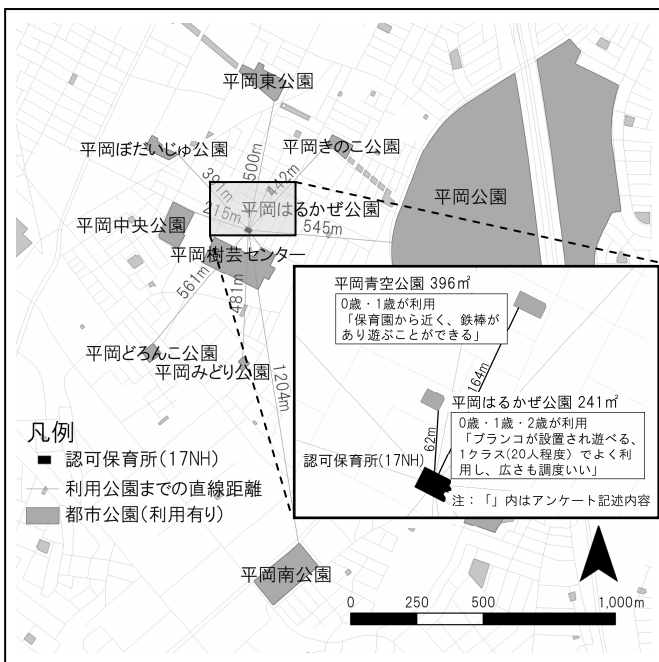 平岡東公園
平岡ぼだいじゅ公園
500m
平岡きのこ公園
442m
391m
215m
平岡はるかぜ公園
平岡公園
平岡中央公園
545m
平岡樹芸センター
561m
481m
平岡どろんこ公園
平岡みどり公園
1204m
平岡南公園
平岡青空公園 396㎡
0歳・1歳が利用
「保育園から近く、鉄棒が
あり遊ぶことができる」
164m
平岡はるかぜ公園 241㎡
62m
0歳・1歳・2歳が利用
「ブランコが設置され遊べる、
1クラス(20人程度)でよく利
用し、広さも調度いい」
認可保育所(17NH)
注：「」内はアンケート記述内容
凡例
認可保育所(17NH)
利用公園までの直線距離
都市公園(利用有り)
0 250 500 1,000m